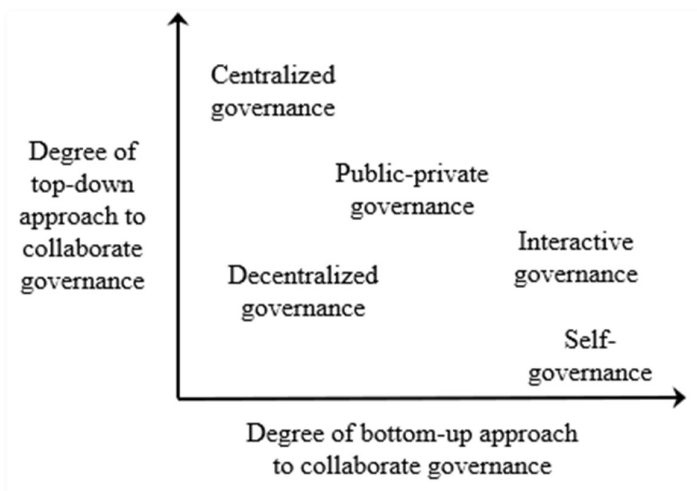 Centralized
governance
Degree of
top-down
approach to
collaborate
governance
Public-private
governance
Interactive
governance
Decentralized
governance
Self-
governance
Degree of bottom-up approach
to collaborate governance